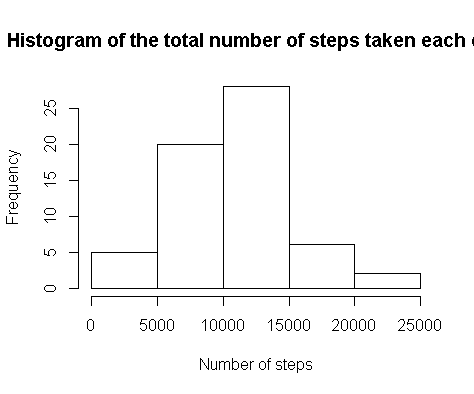 Histogram of the total number of steps taken each
Frequency
25
20
15
10
5
0
0 5000 10000 15000 20000 25000
Number of steps